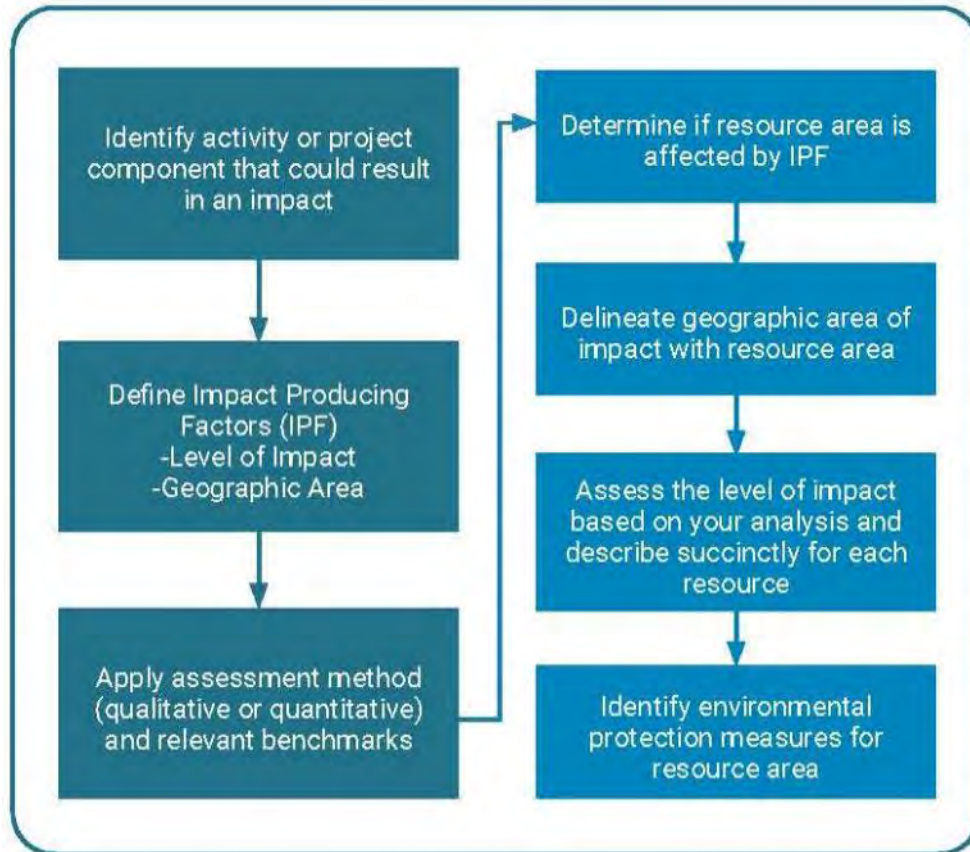 Identify activity or project
component that could result
in an impact
Define Impact Producing
Factors (IPF)
-Level of Impact
-Geographic Area
Apply assessment method
(qualitative or quantitative)
and relevant benchmarks
Determine if resource area is
affected by IPF
Delineate geographic area of
impact with resource area
Assess the level of impact
based on your analysis and
describe succinctly for each
resource
Identify environmental
protection measures for
resource area